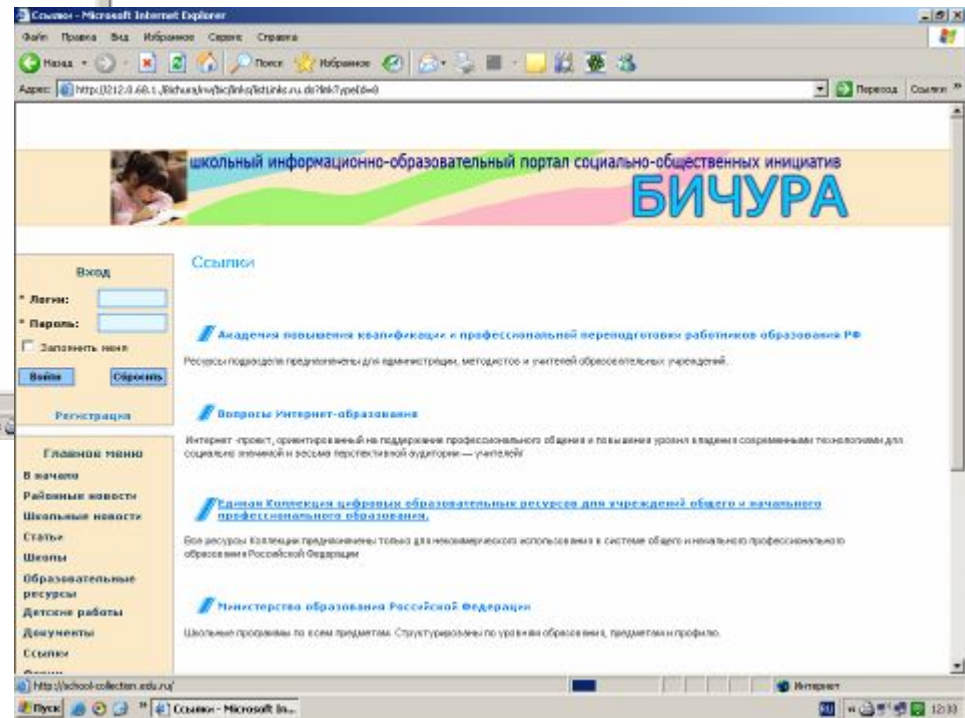 Ссылки - Microsoft Internet Explorer
Файл Правка Вид Избранное Сервис Справка
Назад Поиск Избранное
Адрес: Переход Ссылки »
школьный информационно-образовательный портал социально-общественных инициатив
БИЧУРА
Вход
* Логин:
* Пароль:
Запомнить меня
Войти Сбросить
Регистрация
Главное меню
В начало
Районные новости
Школьные новости
Статьи
Школы
Образовательные
ресурсы
Детские работы
Документы
Ссылки
Ссылки
Академия повышения квалификации и профессиональной переподготовки работников образования РФ
Ресурсы подраздела предназначены для администрации, методистов и учителей образовательных учреждений.
Вопросы Интернет-образования
Интернет -проект, ориентированный на поддержание профессионального общения и повышения уровня владения современными технологиями для
социально значимой и весьма перспективной аудитории — учителей
Единая Коллекция цифровых образовательных ресурсов для учреждений общего и начального
профессионального образования.
Все ресурсы Коллекции предназначены только для некоммерческого использования в системе общего и начального профессионального
образования Российской Федерации
Министерство образования Российской Федерации
Школьные программы по всем предметам. Структурированы по уровням образования, предметам и профилю.
http://school-collection.edu.ru/ Интернет
Пуск Ссылки - Microsoft In... 12:33